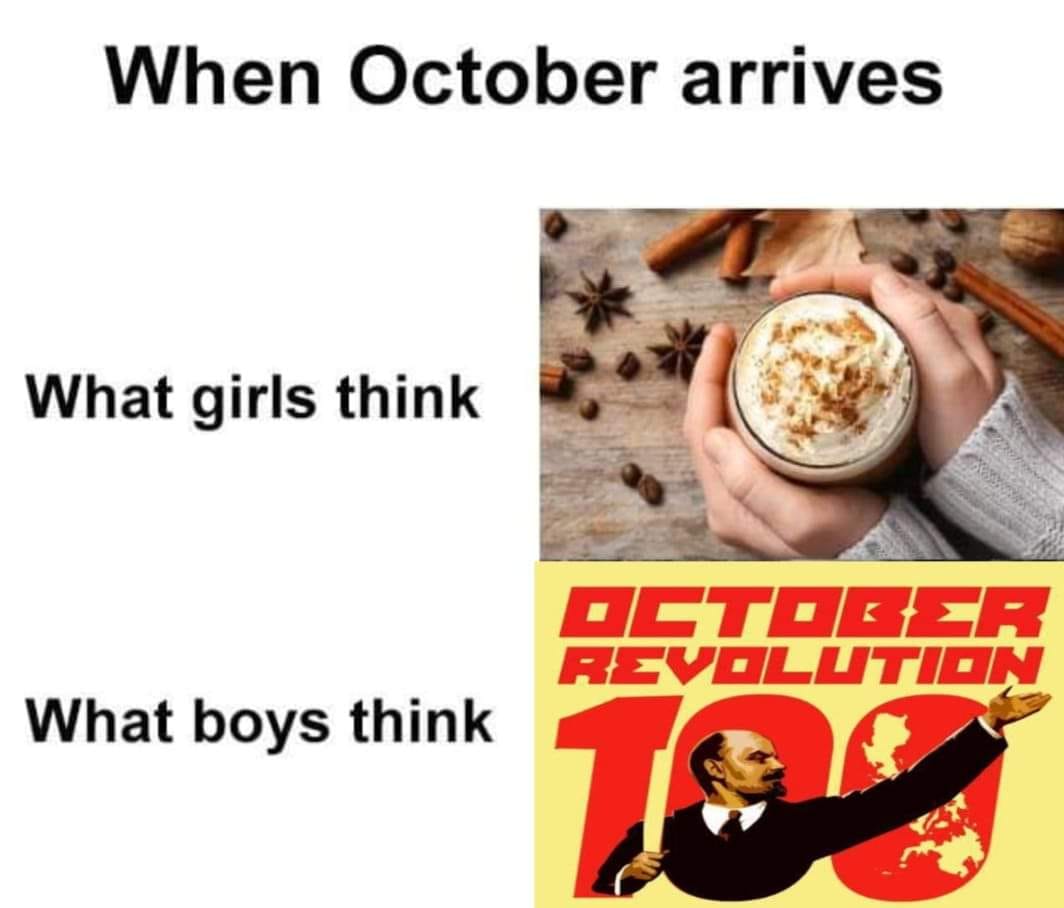 When October arrives
What girls think
OCTOBER
REVOLUTION
What boys think
100